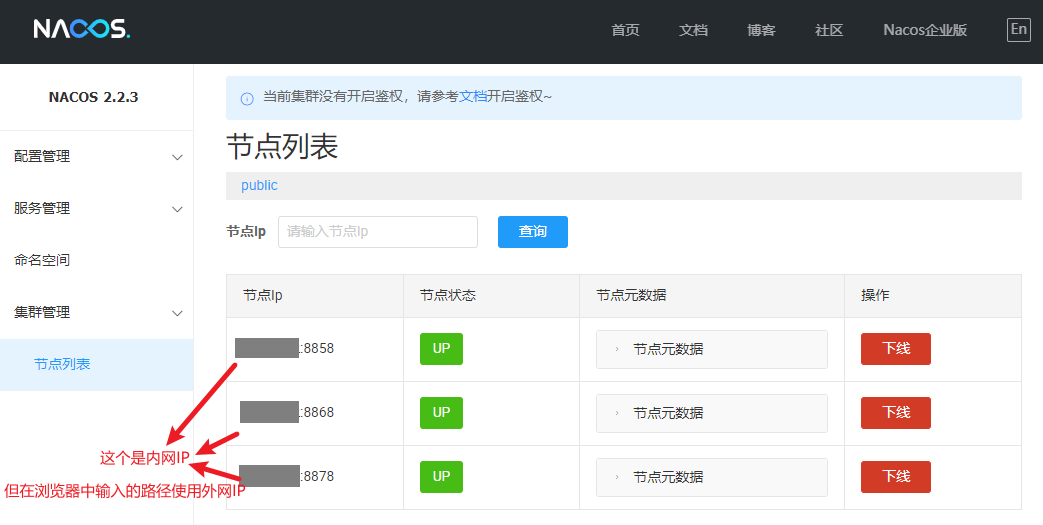 NACOS.
首页 文档 博客 社区 Nacos企业版 En
NACOS 2.2.3
当前集群没有开启鉴权，请参考文档开启鉴权~
节点列表
public
配置管理
服务管理
命名空间
集群管理
节点列表
节点Ip 请输入节点Ip 查询
节点Ip 节点状态 节点元数据 操作
:8858 UP 节点元数据 下线
:8868 UP 节点元数据 下线
:8878 UP 节点元数据 下线
这个是内网IP
但在浏览器中输入的路径使用外网IP